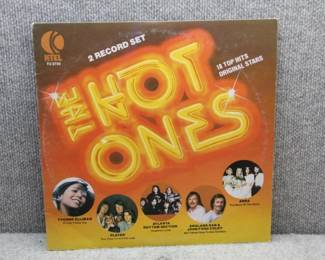 K
KTEL
2 RECORD SET
18 TOP HITS
ORIGINAL STARS
THE
HOT
ONES
YVONNE ELLIMAN
PLAYER
ATLANTA
RHYTHM SECTION
ENGLAND DAN &
JOHN FORD COLEY
ABBA